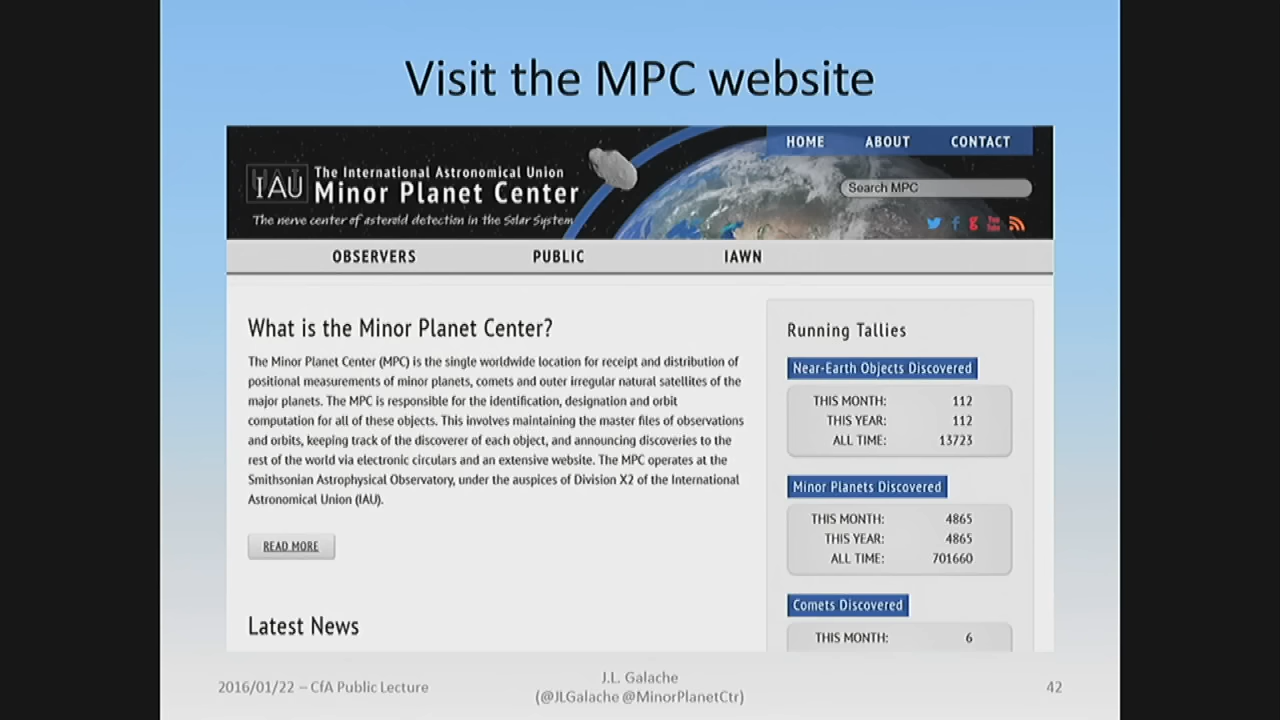 Visit the MPC website
HOME ABOUT CONTACT
IAU
The International Astronomical Union
Minor Planet Center
The nerve center of asteroid detection in the Solar System
Search MPC
OBSERVERS PUBLIC IAWN
What is the Minor Planet Center?
The Minor Planet Center (MPC) is the single worldwide location for receipt and distribution of
positional measurements of minor planets, comets and outer irregular natural satellites of the
major planets. The MPC is responsible for the identification, designation and orbit
computation for all of these objects. This involves maintaining the master files of observations
and orbits, keeping track of the discoverer of each object, and announcing discoveries to the
rest of the world via electronic circulars and an extensive website. The MPC operates at the
Smithsonian Astrophysical Observatory, under the auspices of Division X2 of the International
Astronomical Union (IAU).
READ MORE
Latest News
Running Tallies
Near-Earth Objects Discovered
THIS MONTH: 112
THIS YEAR: 112
ALL TIME: 13723
Minor Planets Discovered
THIS MONTH: 4865
THIS YEAR: 4865
ALL TIME: 701660
Comets Discovered
THIS MONTH: 6
2016/01/22 – CfA Public Lecture
J.L. Galache
(@JLGalache @MinorPlanetCtr)
42